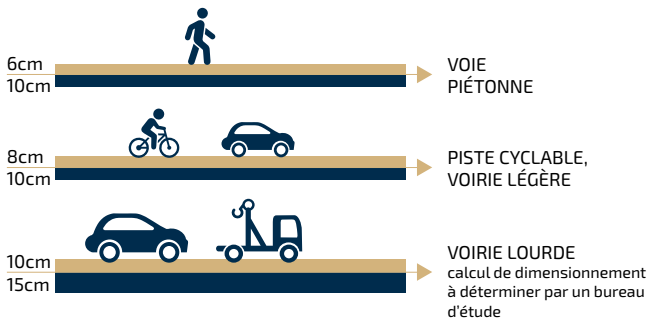 6cm
10cm
VOIE
PIÉTONNE
8cm
10cm
PISTE CYCLABLE,
VOIRIE LÉGÈRE
10cm
15cm
VOIRIE LOURDE
calcul de dimensionnement
à déterminer par un bureau
d’étude